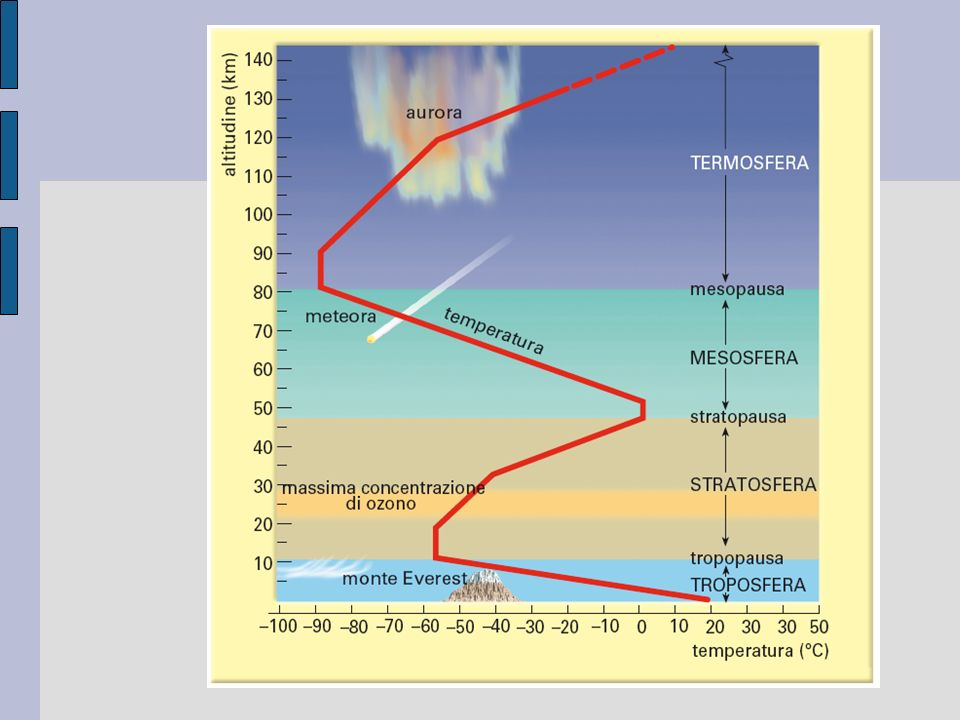 altitudine (km)
140
130
120
110
100
90
80
70
60
50
40
30
20
10
aurora
TERMOSFERA
mesopausa
meteora
temperatura
MESOSFERA
stratopausa
massima concentrazione
di ozono
STRATOSFERA
tropopausa
monte Everest
TROPOSFERA
–100 –90 –80 –70 –60 –50 –40 –30 –20 –10 0 10 20 30 30 50
temperatura (°C)